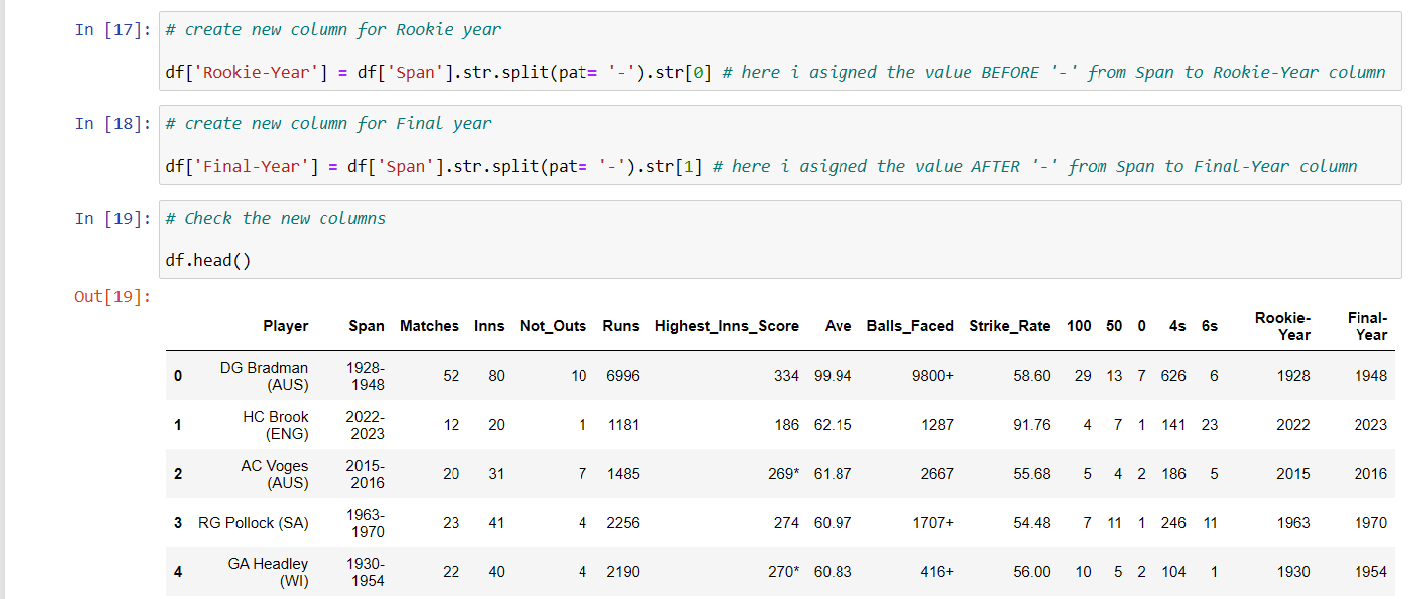 In [17]: # create new column for Rookie year
df['Rookie-Year'] = df['Span'].str.split(pat= '-').str[0] # here i asigned the value BEFORE '-' from Span to Rookie-Year column
In [18]: # create new column for Final year
df['Final-Year'] = df['Span'].str.split(pat= '-').str[1] # here i asigned the value AFTER '-' from Span to Final-Year column
In [19]: # Check the new columns
df.head()
Out[19]:
Player Span Matches Inns Not_Outs Runs Highest_Inns_Score Ave Balls_Faced Strike_Rate 100 50 0 4s 6s Rookie-Year Final-Year
0 DG Bradman (AUS) 1928-1948 52 80 10 6996 334 99.94 9800+ 58.60 29 13 7 626 6 1928 1948
1 HC Brook (ENG) 2022-2023 12 20 1 1181 186 62.15 1287 91.76 4 7 1 141 23 2022 2023
2 AC Voges (AUS) 2015-2016 20 31 7 1485 269* 61.87 2667 55.68 5 4 2 186 5 2015 2016
3 RG Pollock (SA) 1963-1970 23 41 4 2256 274 60.97 1707+ 54.48 7 11 1 246 11 1963 1970
4 GA Headley (WI) 1930-1954 22 40 4 2190 270* 60.83 416+ 56.00 10 5 2 104 1 1930 1954